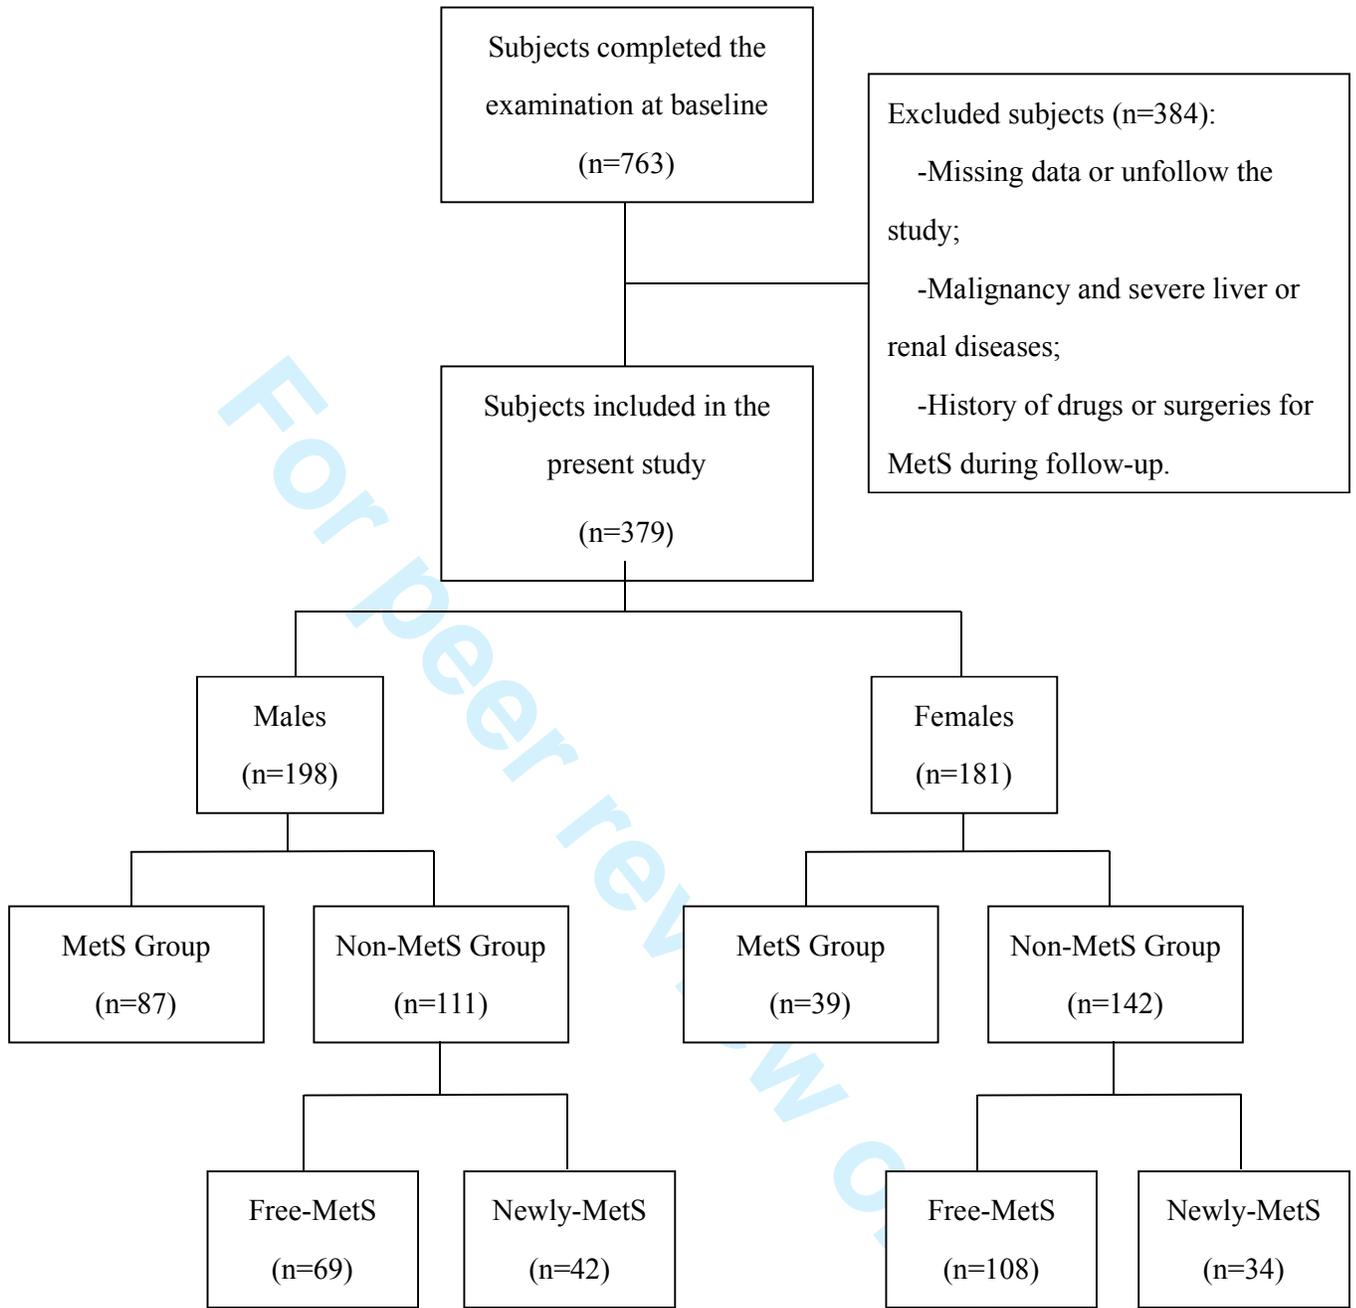 Subjects completed the
examination at baseline
(n=763)
Excluded subjects (n=384):
-Missing data or unfollow the
study;
-Malignancy and severe liver or
renal diseases;
-History of drugs or surgeries for
MetS during follow-up.
Subjects included in the
present study
(n=379)
Males
(n=198)
Females
(n=181)
MetS Group
(n=87)
Non-MetS Group
(n=111)
MetS Group
(n=39)
Non-MetS Group
(n=142)
Free-MetS
(n=69)
Newly-MetS
(n=42)
Free-MetS
(n=108)
Newly-MetS
(n=34)
For peer review